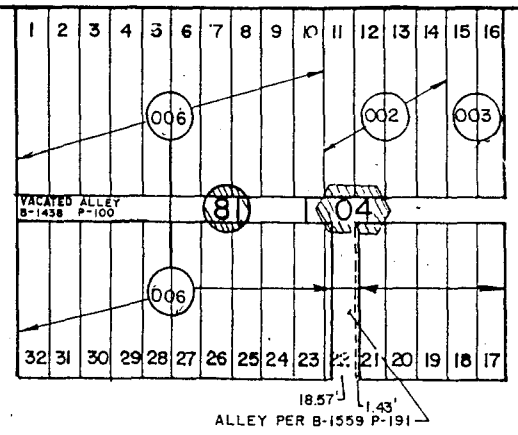 1 2 3 4 5 6 7 8 9 10 11 12 13 14 15 16
006 002 003
VACATED ALLEY
B-1438 P-100
81 04
006
32 31 30 29 28 27 26 25 24 23 22 21 20 19 18 17
18.57' 1.43'
ALLEY PER B-1559 P-191